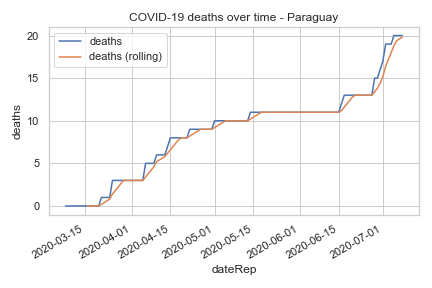 COVID-19 deaths over time - Paraguay
deaths
deaths (rolling)
20
15
10
5
0
deaths
2020-03-15
2020-04-01
2020-04-15
2020-05-01
2020-05-15
2020-06-01
2020-06-15
2020-07-01
dateRep